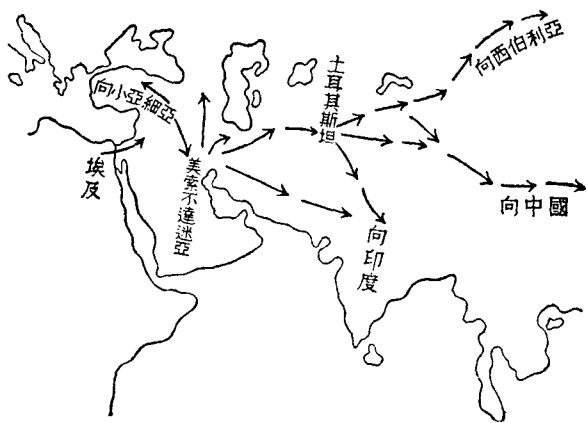 向西伯利亞
土耳其斯坦
向小亞細亞
埃及
美索不達迷亞
向中國
向印度